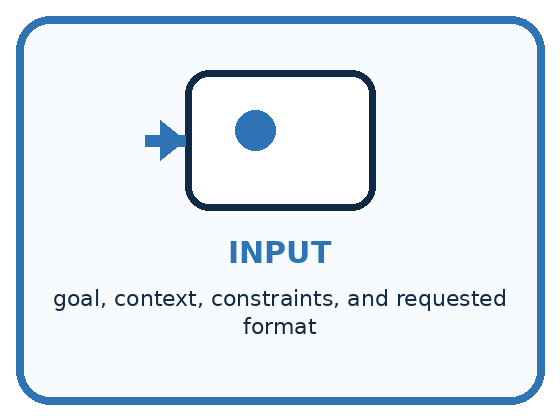 INPUT
goal, context, constraints, and requested
format